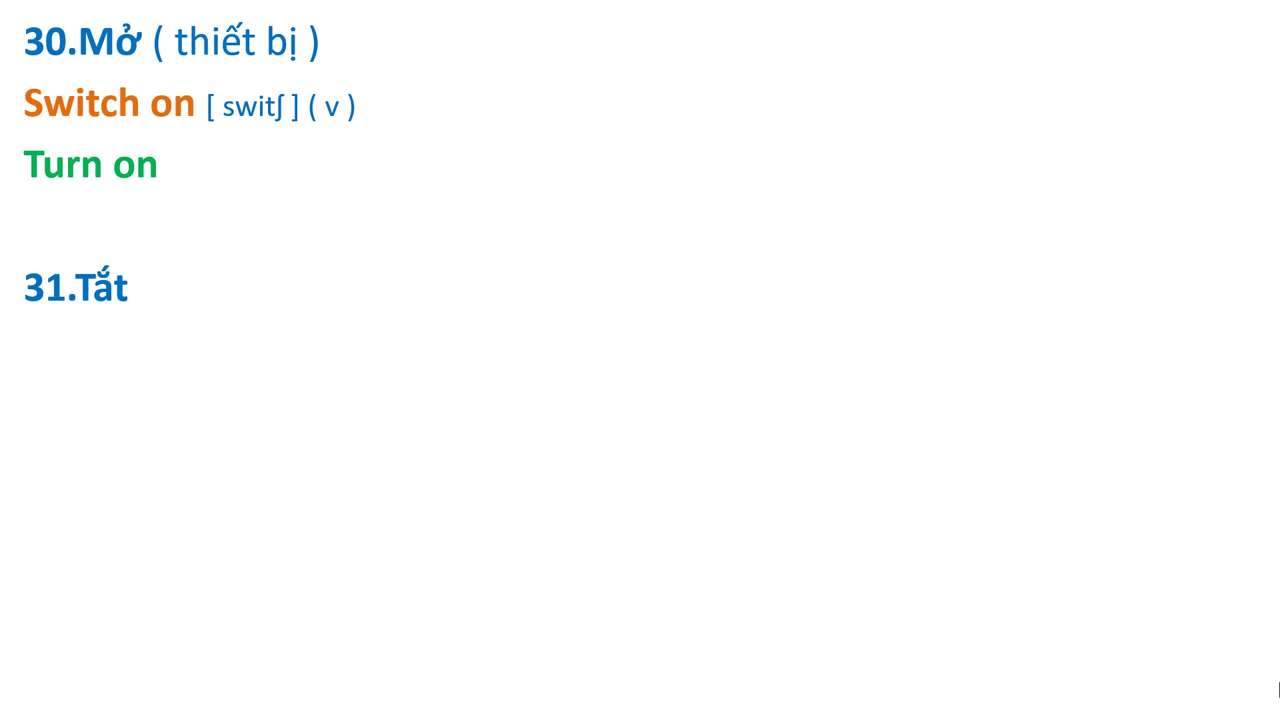 30.Mở ( thiết bị )
Switch on [ switʃ ] ( v )
Turn on
31.Tắt